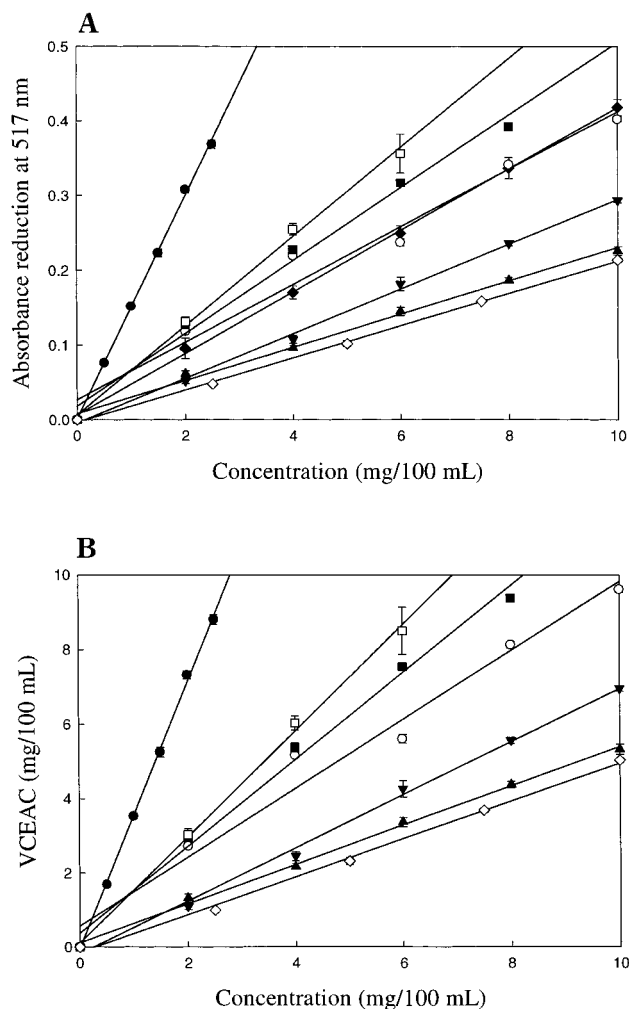 A
Absorbance reduction at 517 nm
0.5
0.4
0.3
0.2
0.1
0.0
0 2 4 6 8 10
Concentration (mg/100 mL)
B
VCEAC (mg/100 mL)
10
8
6
4
2
0
0 2 4 6 8 10
Concentration (mg/100 mL)